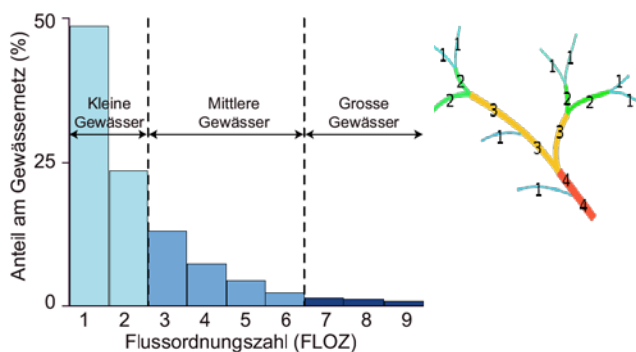 Anteil am Gewässernetz (%)
50
25
0
Kleine
Gewässer
Mittlere
Gewässer
Grosse
Gewässer
1 2 3 4 5 6 7 8 9
Flussordnungszahl (FLOZ)
1
1
1
1
1
2
2
2
2
1
1
3
3
1
3
4
1
4